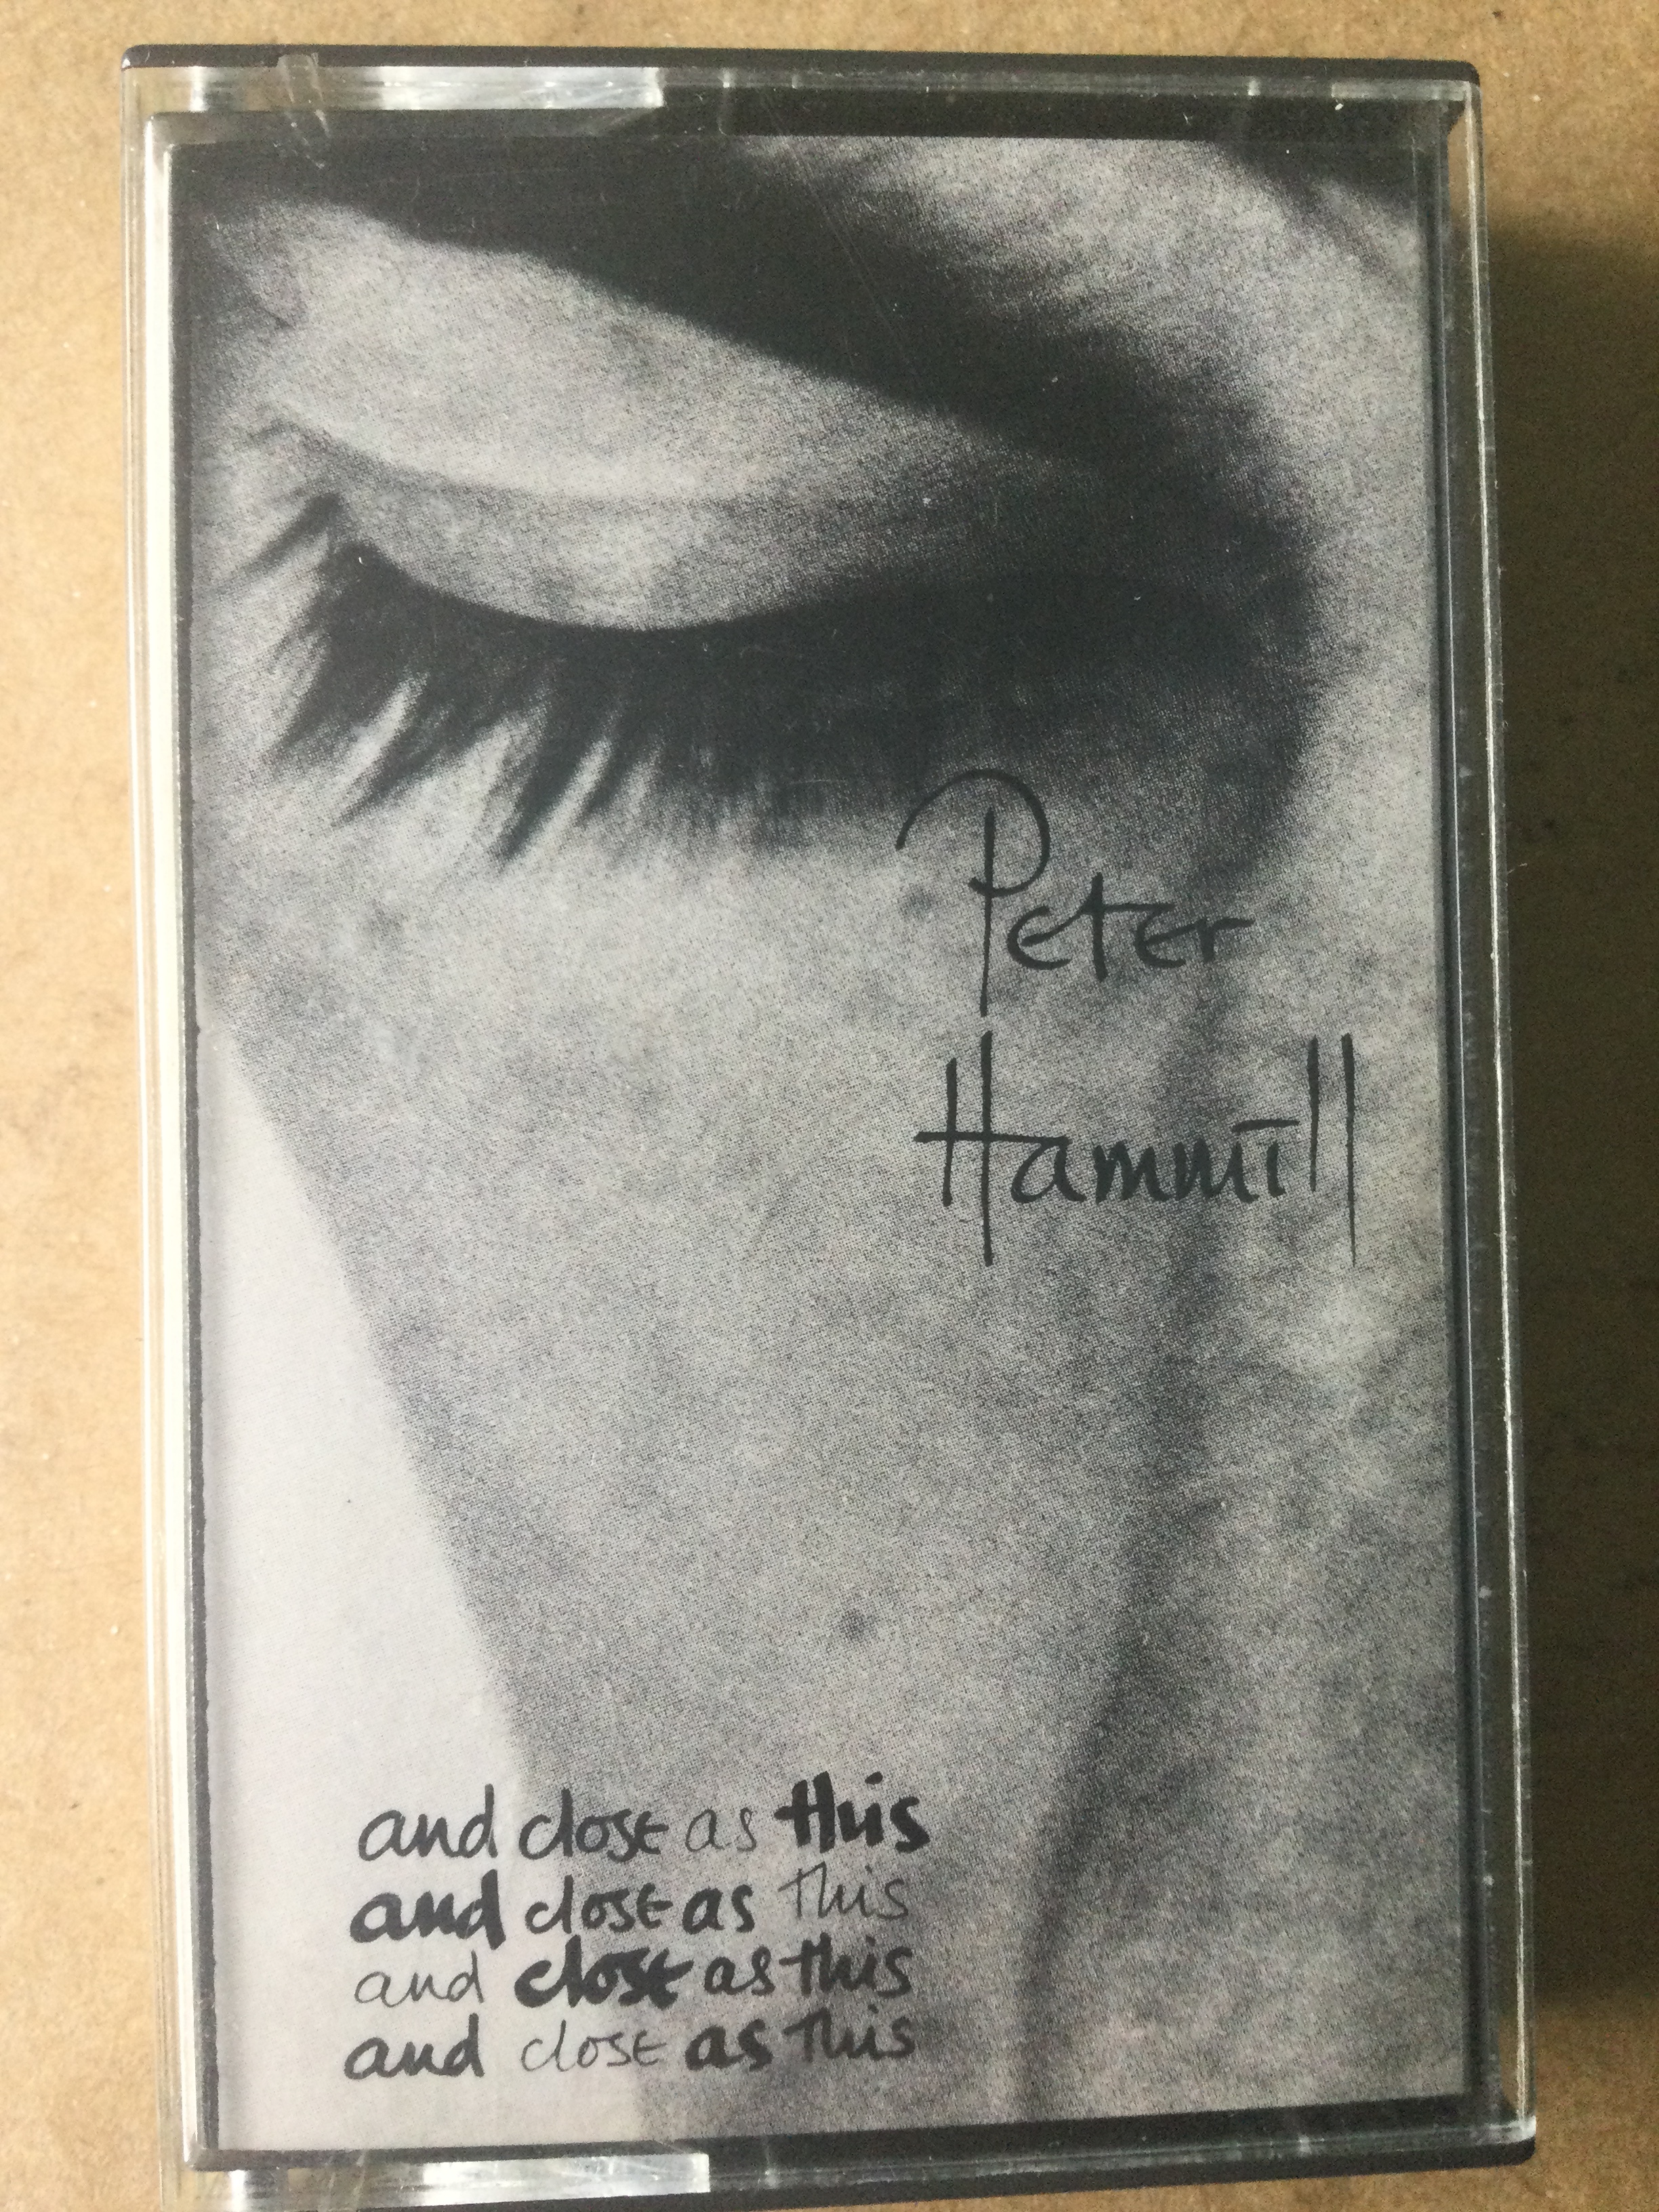 Peter
Hammill
and close as this
and close as this
and close as this
and close as this